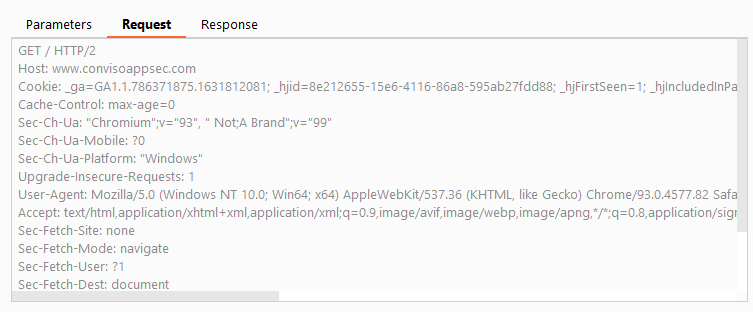 Parameters Request Response
GET / HTTP/2
Host: www.convisoappsec.com
Cookie: _ga=GA1.1.786371875.1631812081; _hjid=8e212655-15e6-4116-86a8-595ab27fdd88; _hjFirstSeen=1; _hjIncludedInPa
Cache-Control: max-age=0
Sec-Ch-Ua: "Chromium";v="93", " Not;A Brand";v="99"
Sec-Ch-Ua-Mobile: ?0
Sec-Ch-Ua-Platform: "Windows"
Upgrade-Insecure-Requests: 1
User-Agent: Mozilla/5.0 (Windows NT 10.0; Win64; x64) AppleWebKit/537.36 (KHTML, like Gecko) Chrome/93.0.4577.82 Safa
Accept: text/html,application/xhtml+xml,application/xml;q=0.9,image/avif,image/webp,image/apng,*/*;q=0.8,application/sign
Sec-Fetch-Site: none
Sec-Fetch-Mode: navigate
Sec-Fetch-User: ?1
Sec-Fetch-Dest: document